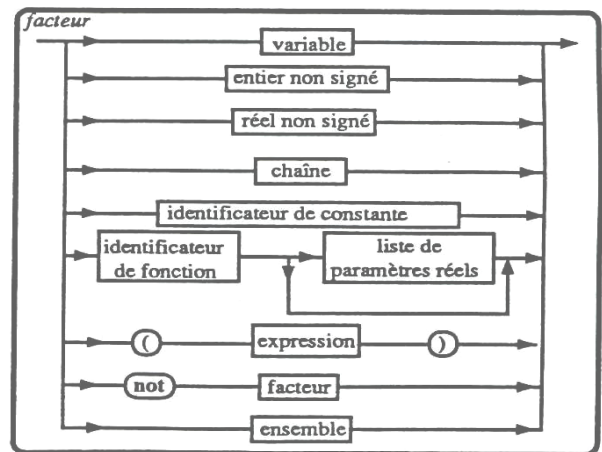 facteur
variable
entier non signé
réel non signé
chaîne
identificateur de constante
identificateur
de fonction
liste de
paramètres réels
( expression )
not facteur
ensemble